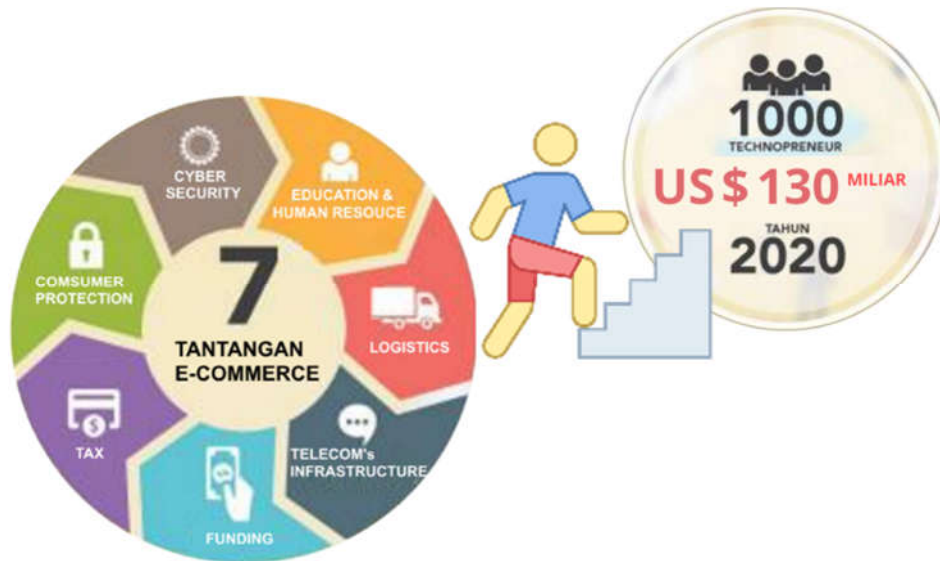 7
TANTANGAN
E-COMMERCE
CYBER
SECURITY
EDUCATION &
HUMAN RESOUCE
LOGISTICS
TELECOM's
INFRASTRUCTURE
FUNDING
$
TAX
COMSUMER
PROTECTION
1000
TECHNOPRENEUR
US $ 130 MILIAR
TAHUN
2020